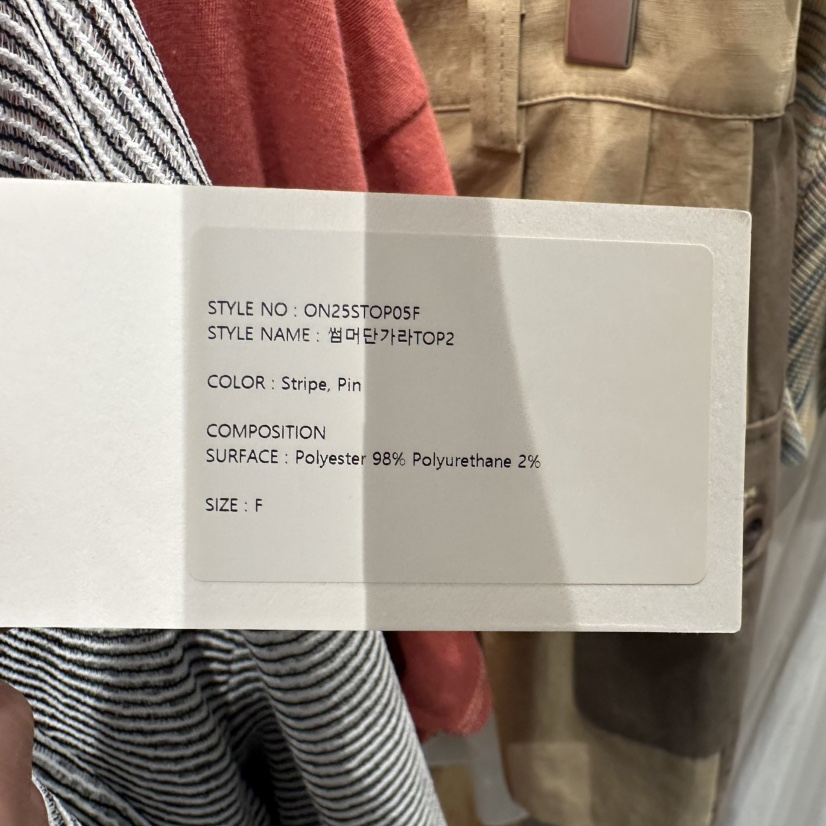 STYLE NO : ON25STOP05F
STYLE NAME : 썸머단가라TOP2
COLOR : Stripe, Pin
COMPOSITION
SURFACE : Polyester 98% Polyurethane 2%
SIZE : F